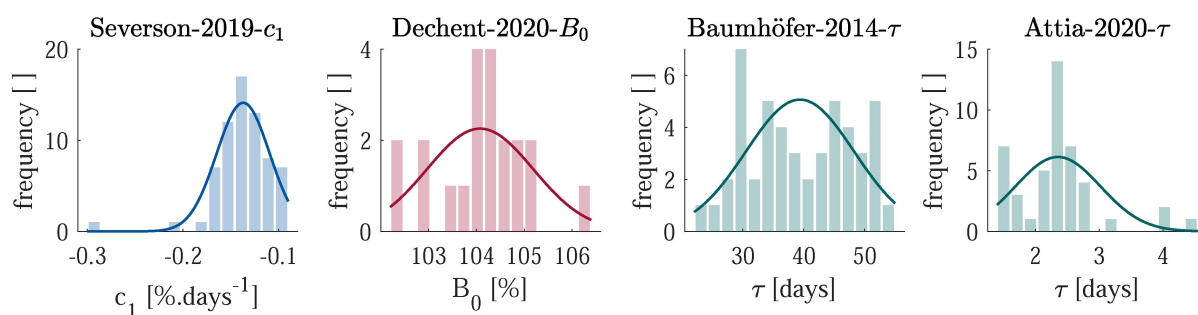 Severson-2019-c₁
frequency [ ]
20
10
0
-0.3 -0.2 -0.1
c₁ [%.days⁻¹]
Dechent-2020-B₀
frequency [ ]
4
2
0
103 104 105 106
B₀ [%]
Baumhöfer-2014-τ
frequency [ ]
6
4
2
0
30 40 50
τ [days]
Attia-2020-τ
frequency [ ]
15
10
5
0
2 3 4
τ [days]